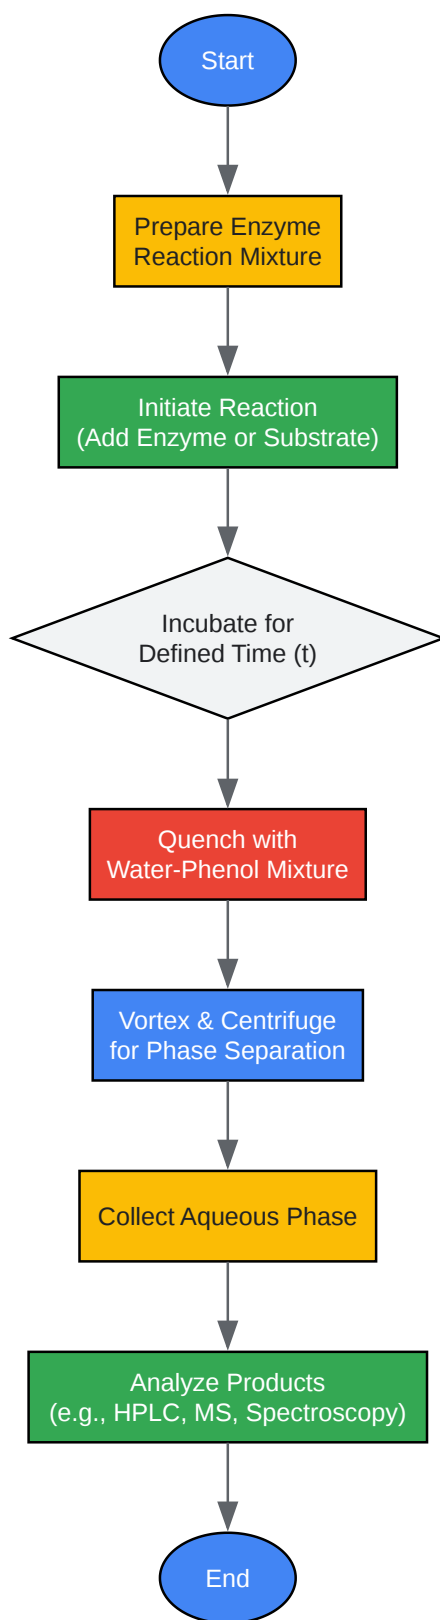 Start
Prepare Enzyme
Reaction Mixture
Initiate Reaction
(Add Enzyme or Substrate)
Incubate for
Defined Time (t)
Quench with
Water-Phenol Mixture
Vortex & Centrifuge
for Phase Separation
Collect Aqueous Phase
Analyze Products
(e.g., HPLC, MS, Spectroscopy)
End